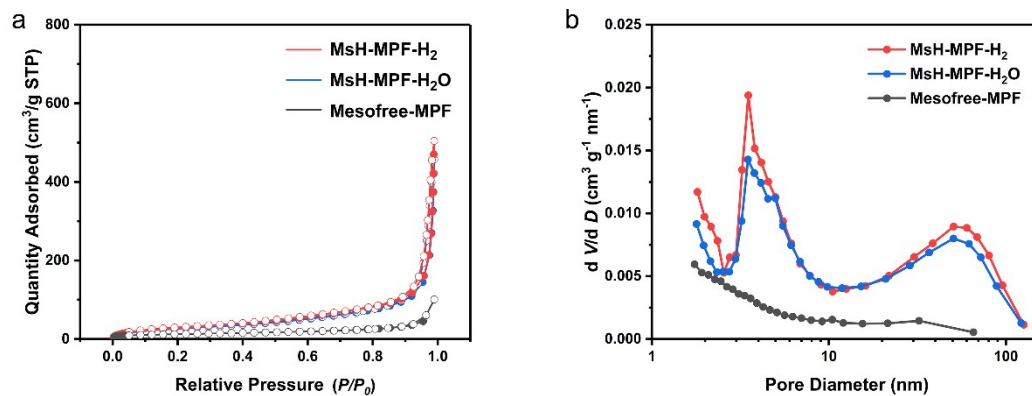 a
800
600
400
200
0
Quantity Adsorbed (cm³/g STP)
MsH-MPF-H₂
MsH-MPF-H₂O
Mesofree-MPF
0.0 0.2 0.4 0.6 0.8 1.0
Relative Pressure (P/P₀)
b
0.025
0.020
0.015
0.010
0.005
0.000
d V/d D (cm³ g⁻¹ nm⁻¹)
MsH-MPF-H₂
MsH-MPF-H₂O
Mesofree-MPF
1 10 100
Pore Diameter (nm)